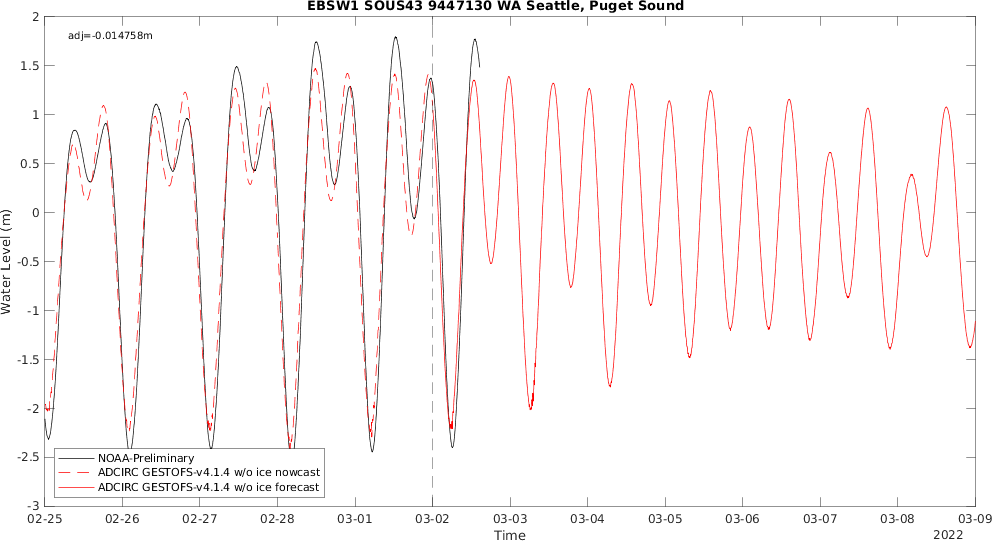 EBSW1 SOUS43 9447130 WA Seattle, Puget Sound
adj=-0.014758m
2
1.5
1
0.5
0
-0.5
-1
-1.5
-2
-2.5
-3
Water Level (m)
NOAA-Preliminary
ADCIRC GESTOFS-v4.1.4 w/o ice nowcast
ADCIRC GESTOFS-v4.1.4 w/o ice forecast
02-25 02-26 02-27 02-28 03-01 03-02 03-03 03-04 03-05 03-06 03-07 03-08 03-09
Time
2022